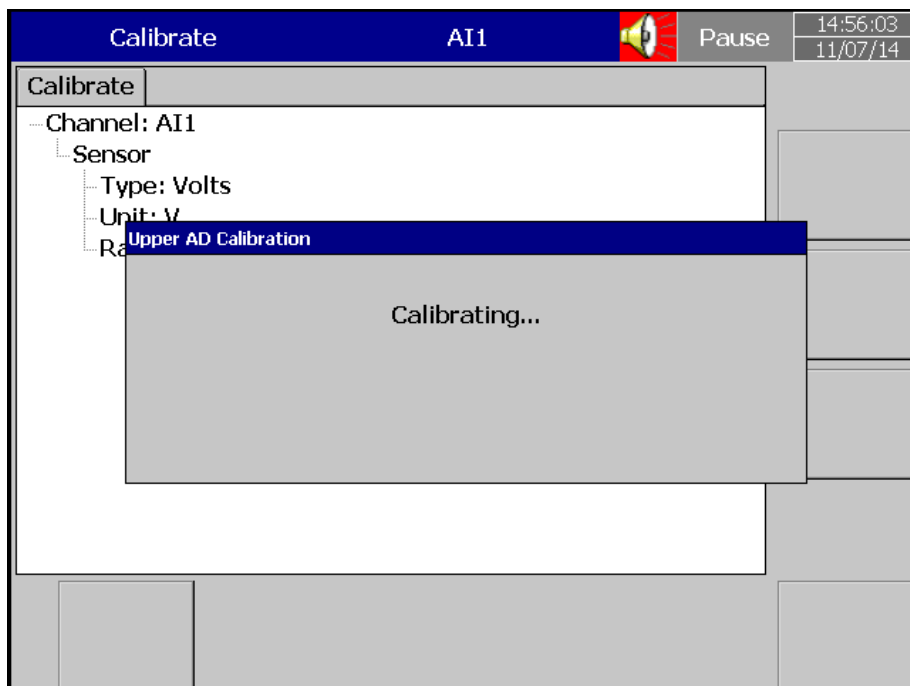 Calibrate AI1 Pause 14:56:03
11/07/14
Calibrate
Channel: AI1
Sensor
Type: Volts
Unit: V
Upper AD Calibration
Calibrating...